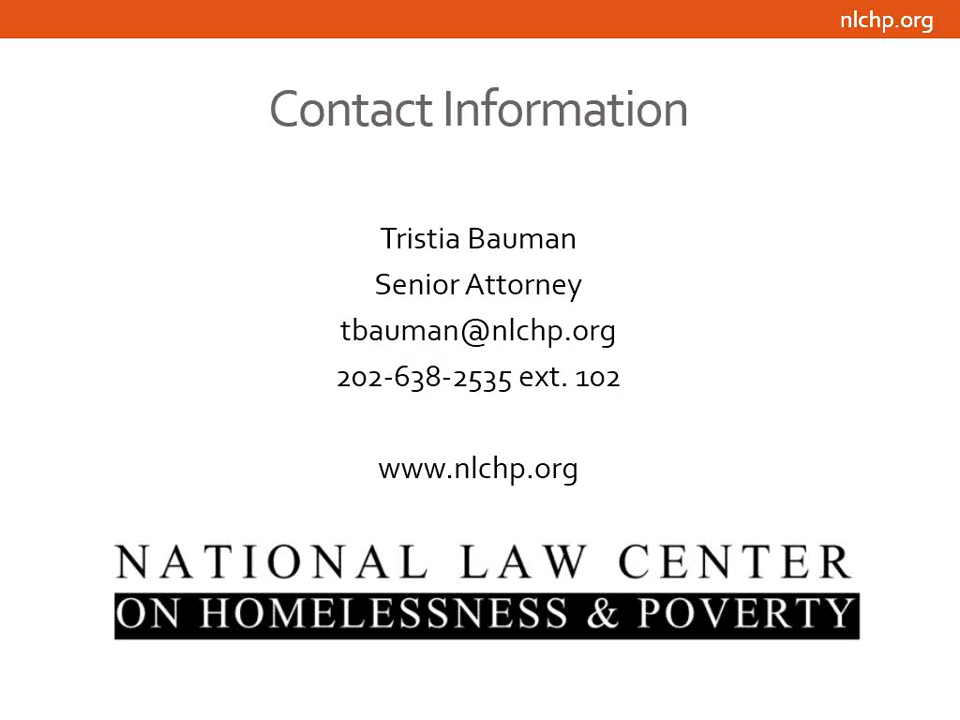 nlchp.org
Contact Information
Tristia Bauman
Senior Attorney
tbauman@nlchp.org
202-638-2535 ext. 102
www.nlchp.org
NATIONAL LAW CENTER
ON HOMELESSNESS & POVERTY